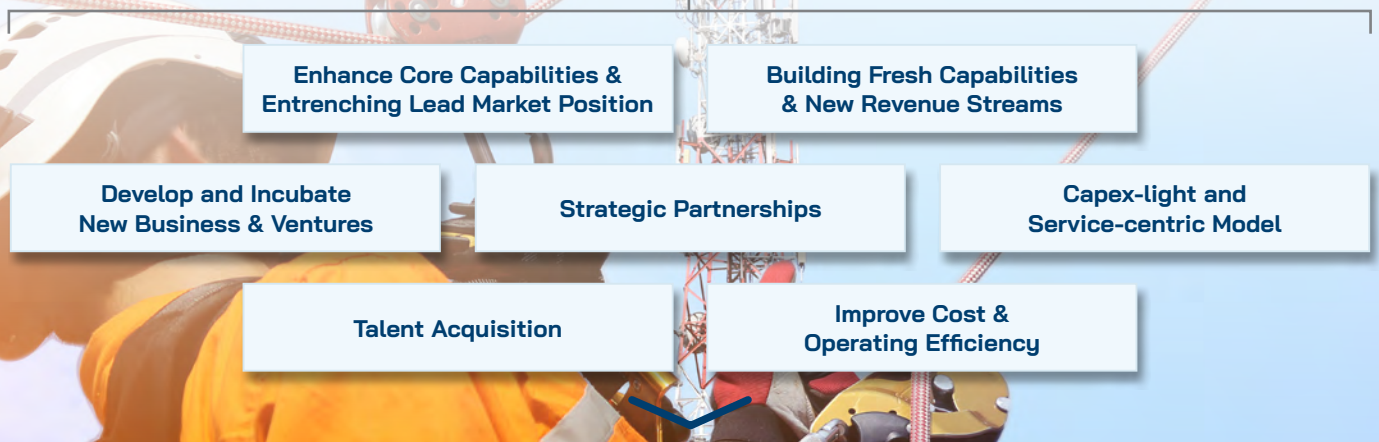 Enhance Core Capabilities &
Entrenching Lead Market Position
Building Fresh Capabilities
& New Revenue Streams
Develop and Incubate
New Business & Ventures
Strategic Partnerships
Capex-light and
Service-centric Model
Talent Acquisition
Improve Cost &
Operating Efficiency